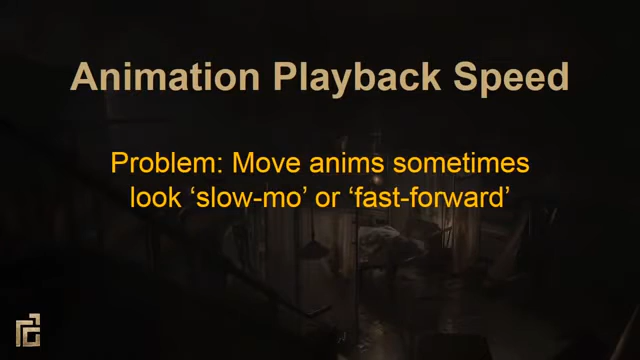 Animation Playback Speed
Problem: Move anims sometimes
look ‘slow-mo’ or ‘fast-forward’